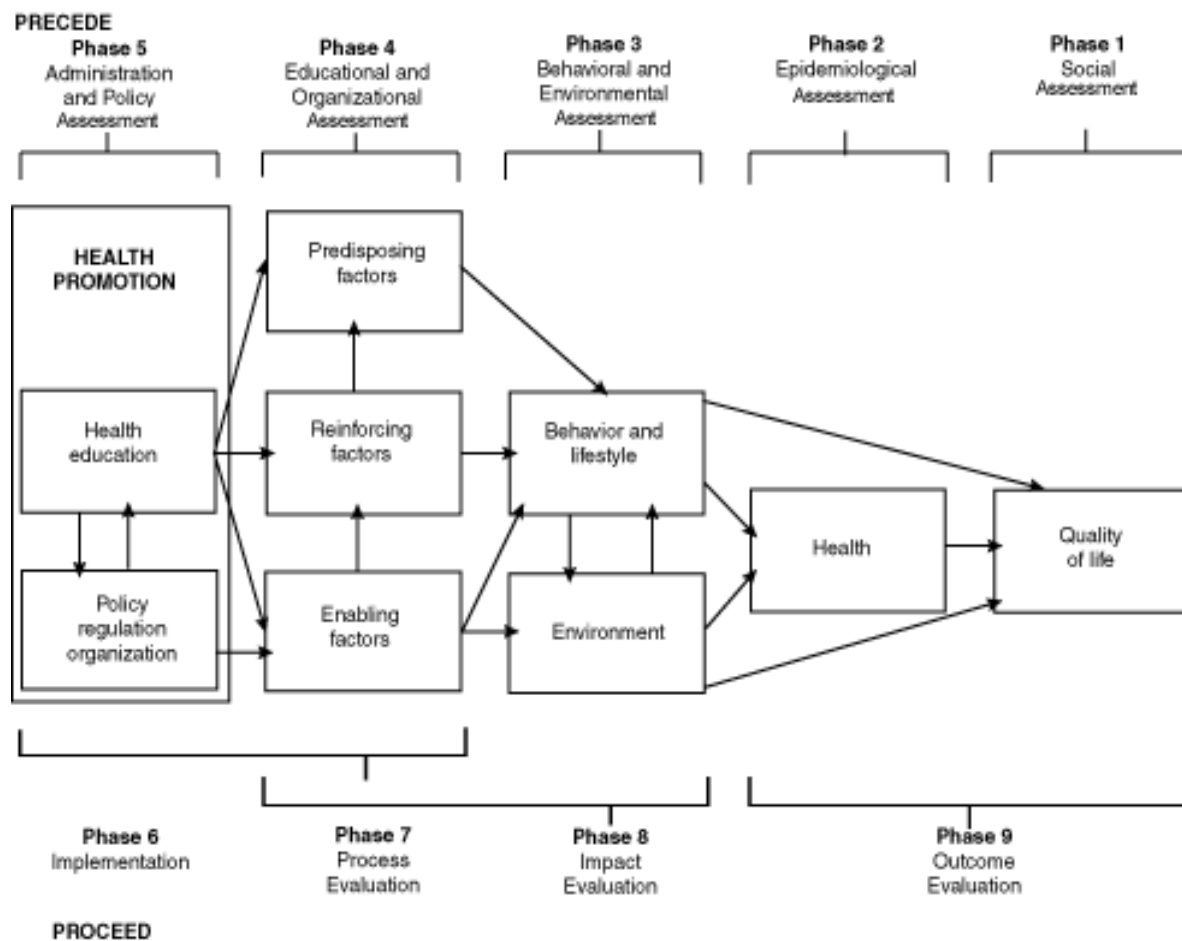 PRECEDE
Phase 5
Administration
and Policy
Assessment
Phase 4
Educational and
Organizational
Assessment
Phase 3
Behavioral and
Environmental
Assessment
Phase 2
Epidemiological
Assessment
Phase 1
Social
Assessment
HEALTH
PROMOTION
Health
education
Policy
regulation
organization
Predisposing
factors
Reinforcing
factors
Enabling
factors
Behavior and
lifestyle
Environment
Health
Quality
of life
Phase 6
Implementation
Phase 7
Process
Evaluation
Phase 8
Impact
Evaluation
Phase 9
Outcome
Evaluation
PROCEED